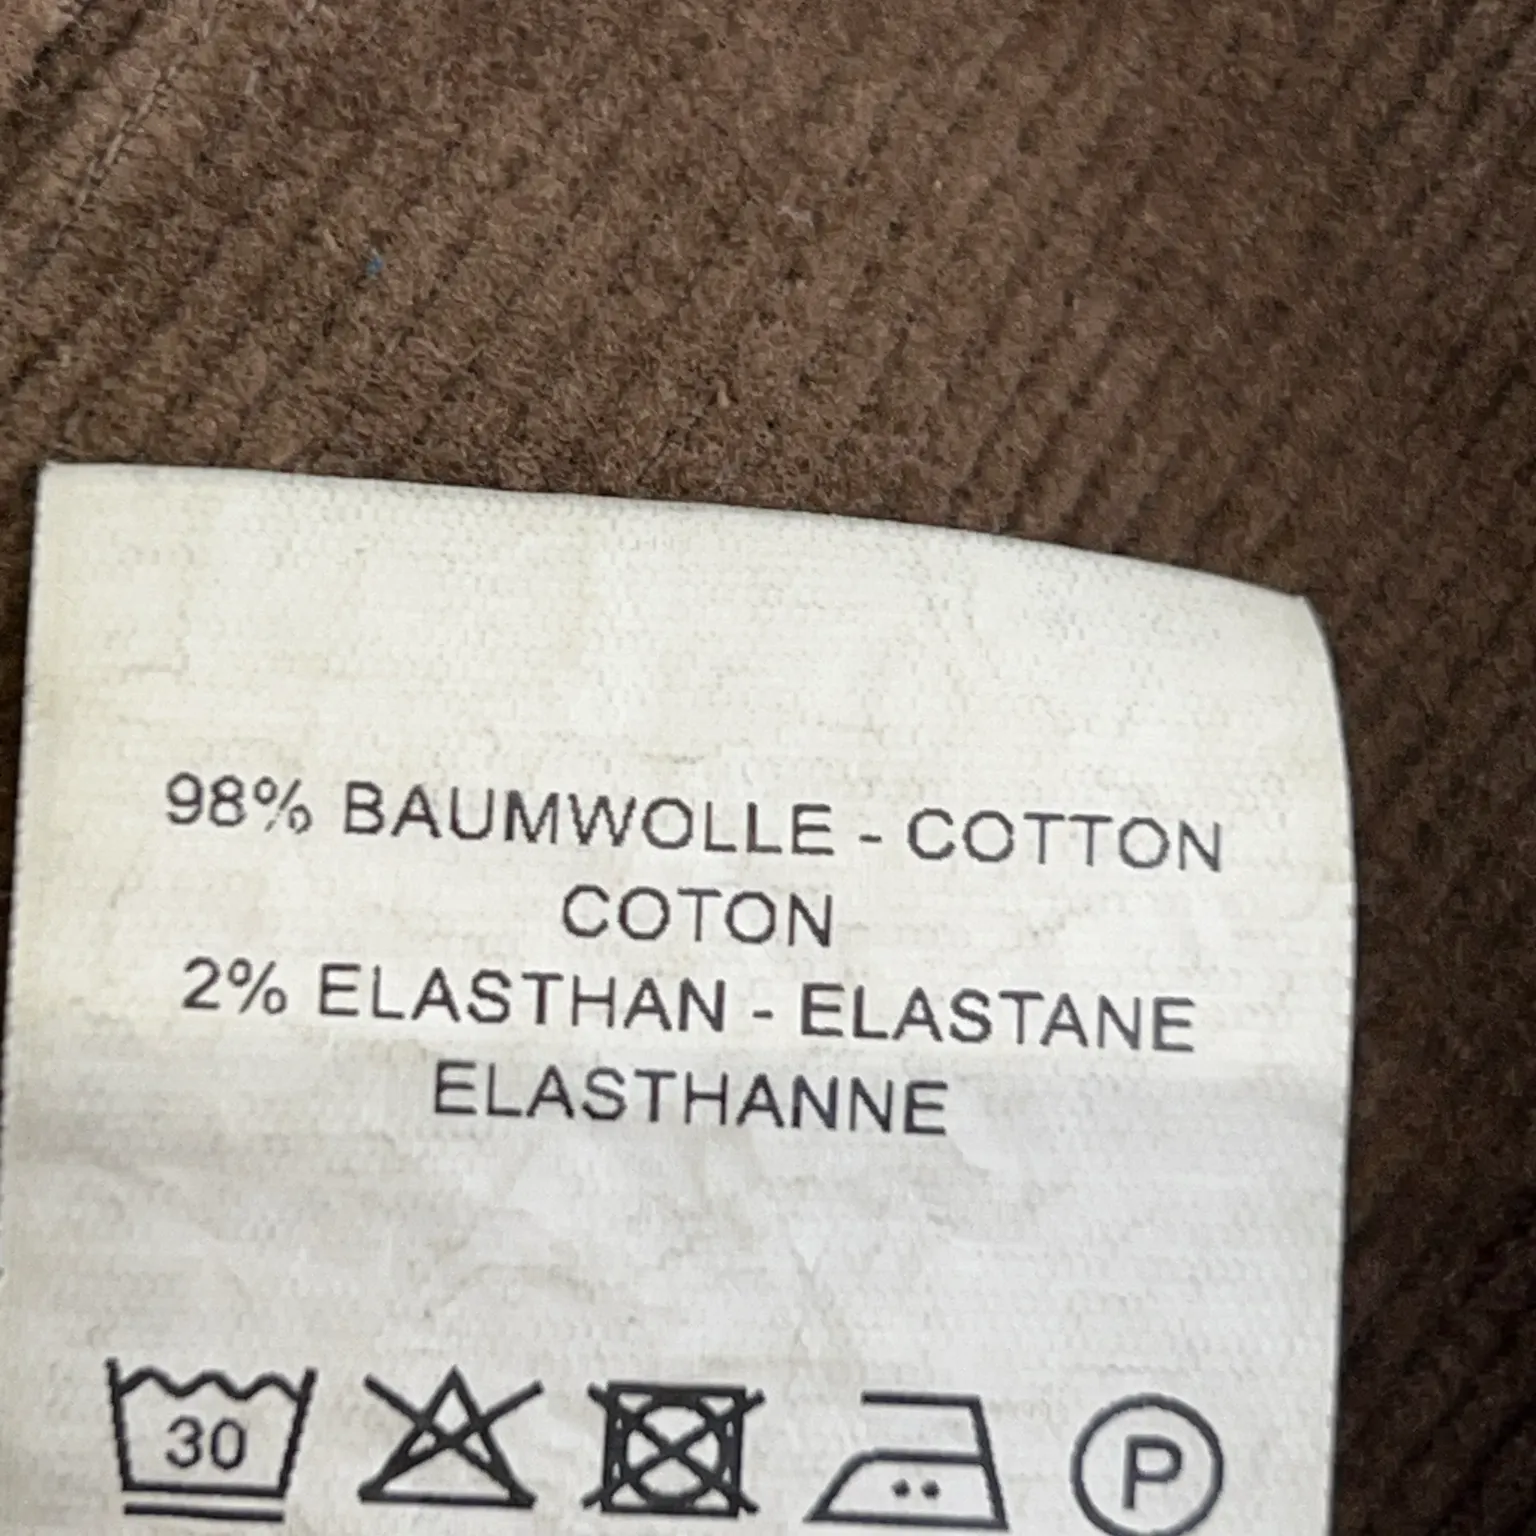 98% BAUMWOLLE - COTTON
COTON
2% ELASTHAN - ELASTANE
ELASTHANNE
30 P